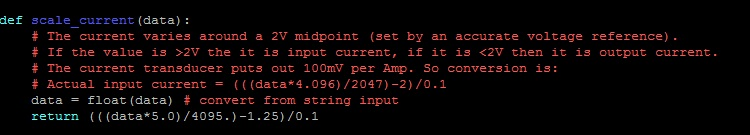 def scale_current(data):
# The current varies around a 2V midpoint (set by an accurate voltage reference).
# If the value is >2V the it is input current, if it is <2V then it is output current.
# The current transducer puts out 100mV per Amp. So conversion is:
# Actual input current = (((data*4.096)/2047)-2)/0.1
data = float(data) # convert from string input
return (((data*5.0)/4095.)-1.25)/0.1